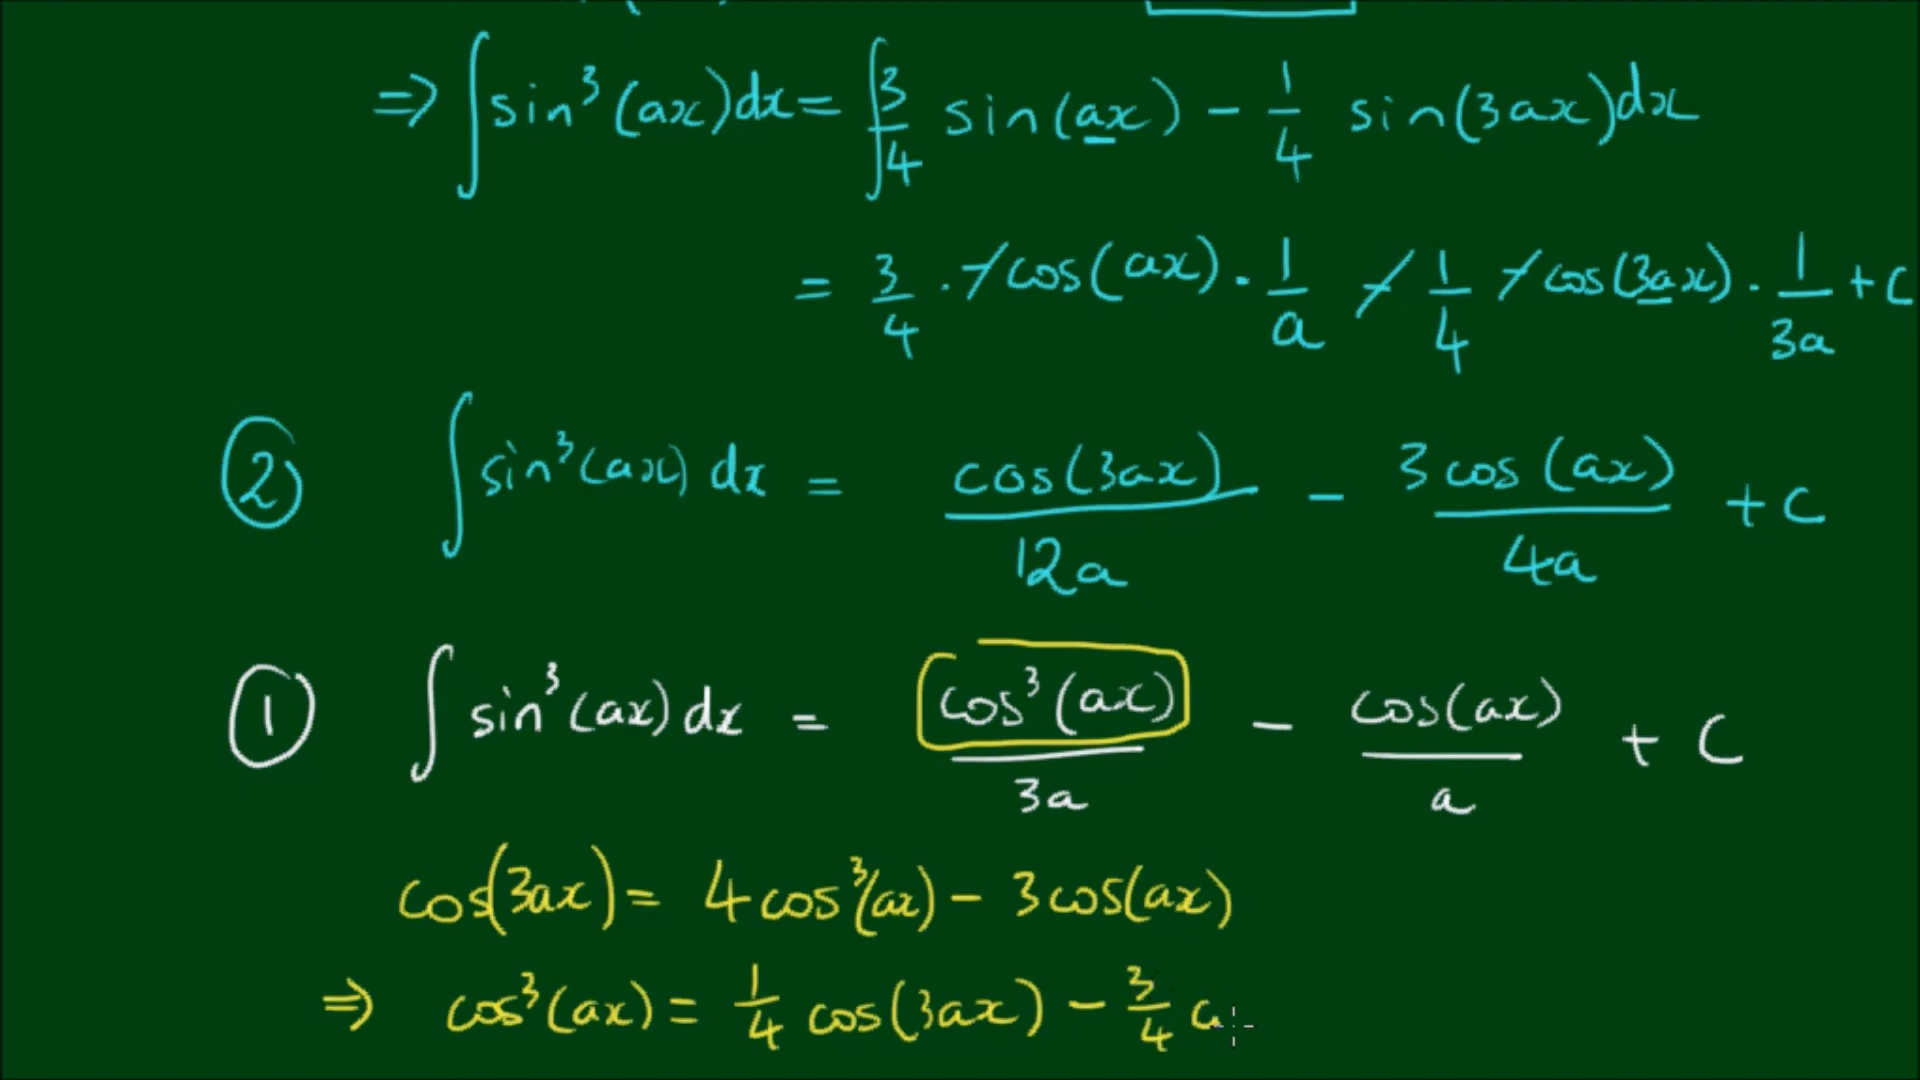 ⇒ ∫ sin³(ax)dx = ∫ 3/4 sin(ax) − 1/4 sin(3ax)dx
= 3/4 · −cos(ax) · 1/a − 1/4 · −cos(3ax) · 1/3a + C
② ∫ sin³(ax) dx = cos(3ax)/12a − 3cos(ax)/4a + C
① ∫ sin³(ax) dx = cos³(ax)/3a − cos(ax)/a + C
cos(3ax) = 4cos³(ax) − 3cos(ax)
⇒ cos³(ax) = 1/4 cos(3ax) − 3/4 c